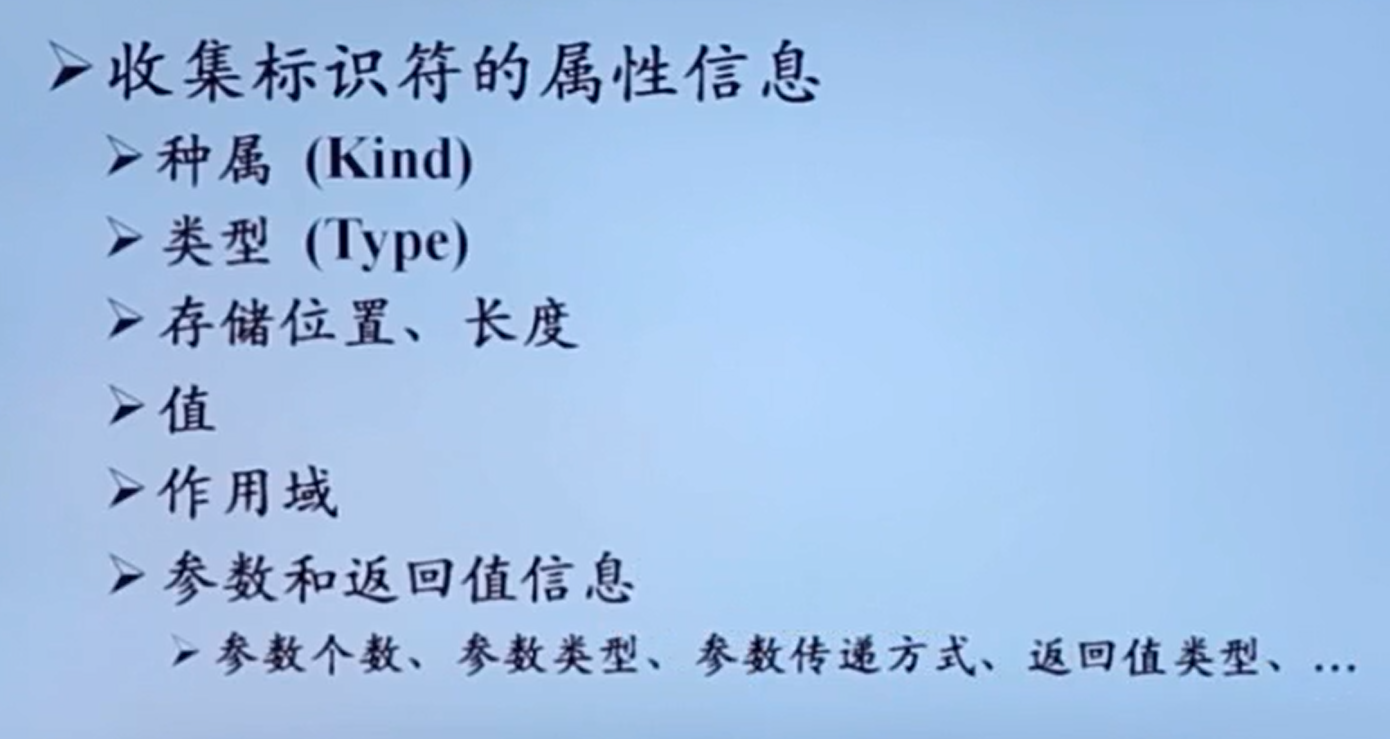 收集标识符的属性信息
种属 (Kind)
类型 (Type)
存储位置、长度
值
作用域
参数和返回值信息
参数个数、参数类型、参数传递方式、返回值类型、...